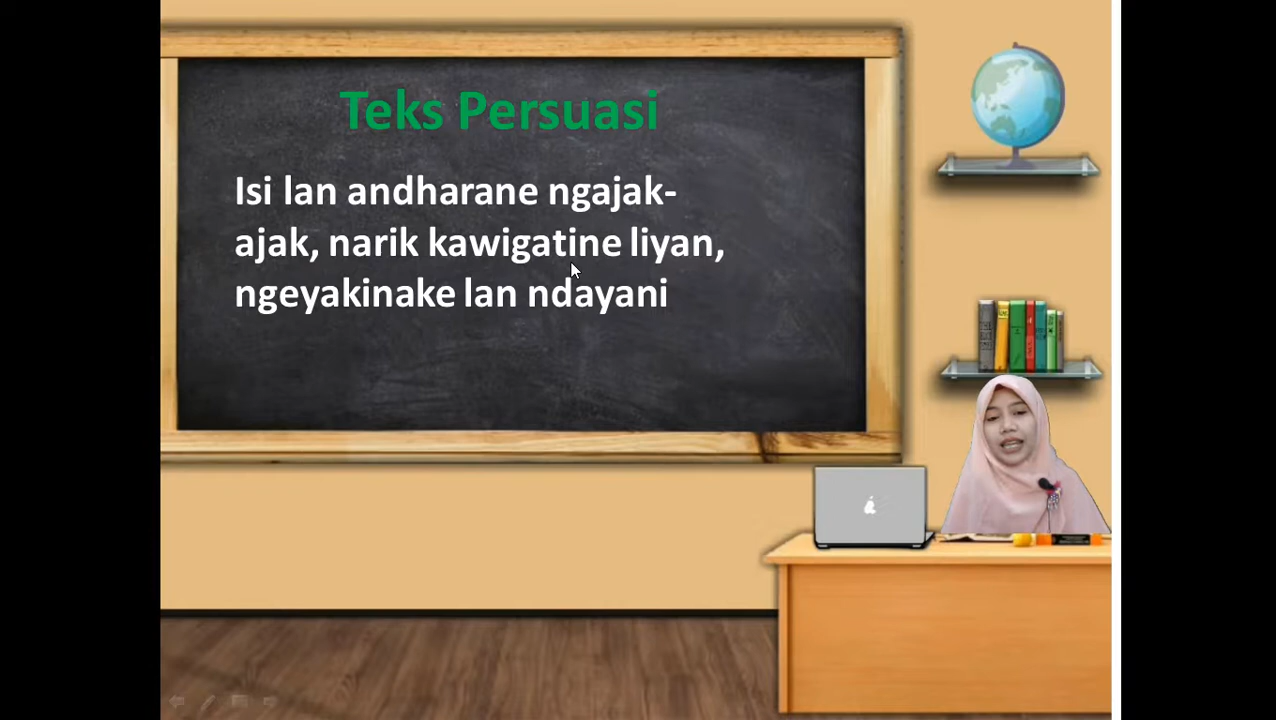 Teks Persuasi
Isi lan andharane ngajak-
ajak, narik kawigatine liyan,
ngeyakinake lan ndayani